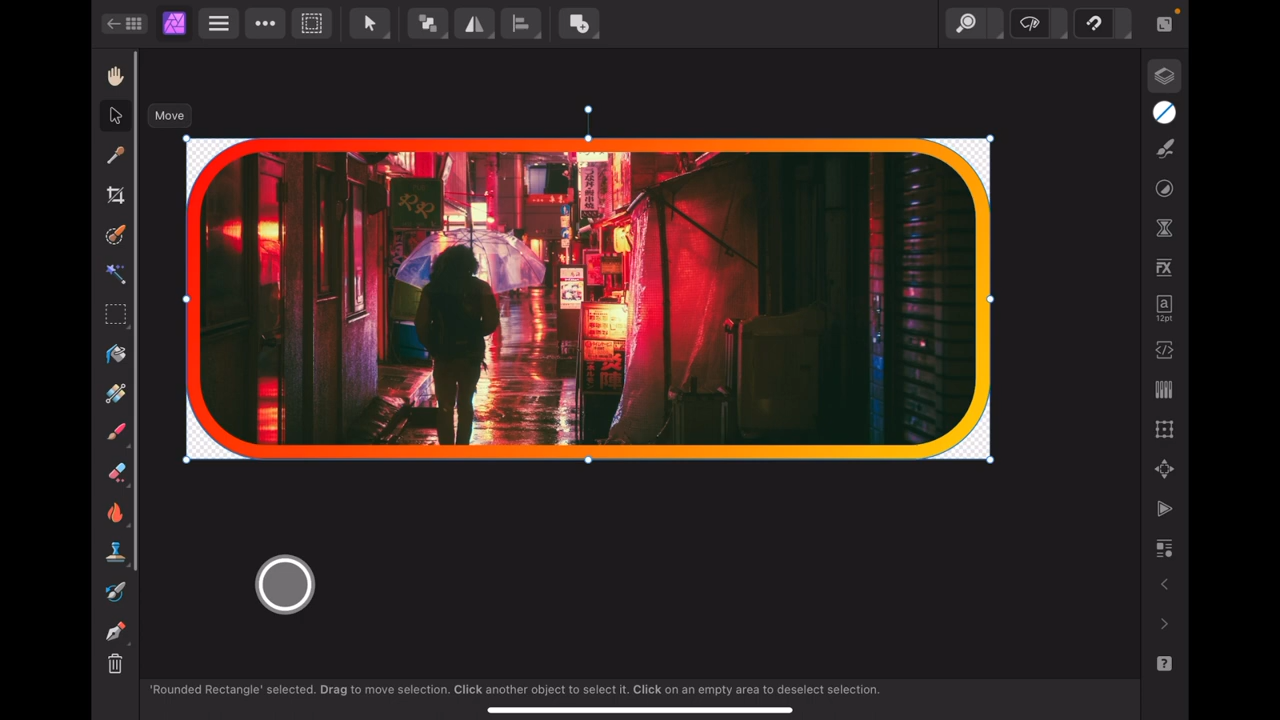 Move
RR
a
12pt
?
'Rounded Rectangle' selected. Drag to move selection. Click another object to select it. Click on an empty area to deselect selection.